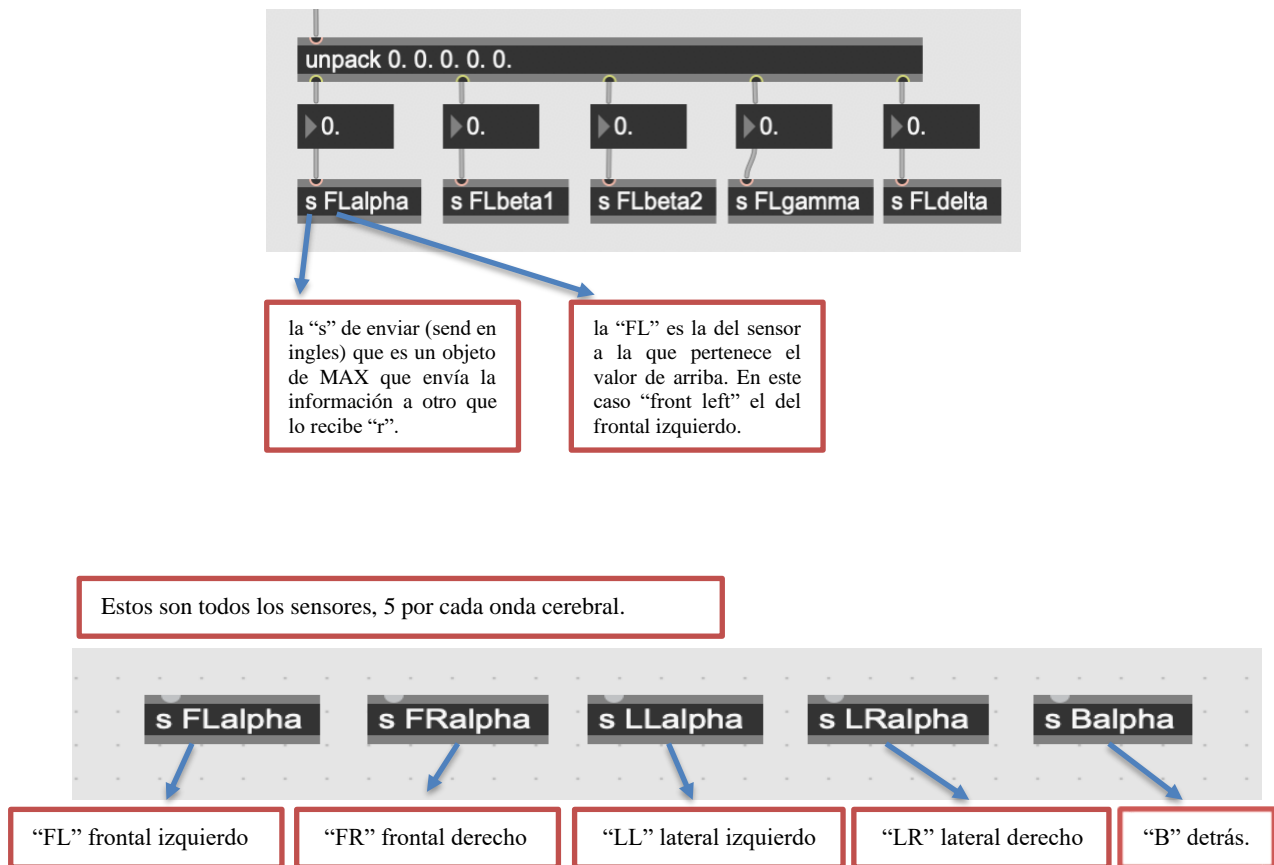 unpack 0. 0. 0. 0. 0.
0. 0. 0. 0. 0.
s FLalpha s FLbeta1 s FLbeta2 s FLgamma s FLdelta
la “s” de enviar (send en
ingles) que es un objeto
de MAX que envía la
información a otro que
lo recibe “r”.
la “FL” es la del sensor
a la que pertenece el
valor de arriba. En este
caso “front left” el del
frontal izquierdo.
Estos son todos los sensores, 5 por cada onda cerebral.
s FLalpha s FRalpha s LLalpha s LRalpha s Balpha
“FL” frontal izquierdo “FR” frontal derecho “LL” lateral izquierdo “LR” lateral derecho “B” detrás.